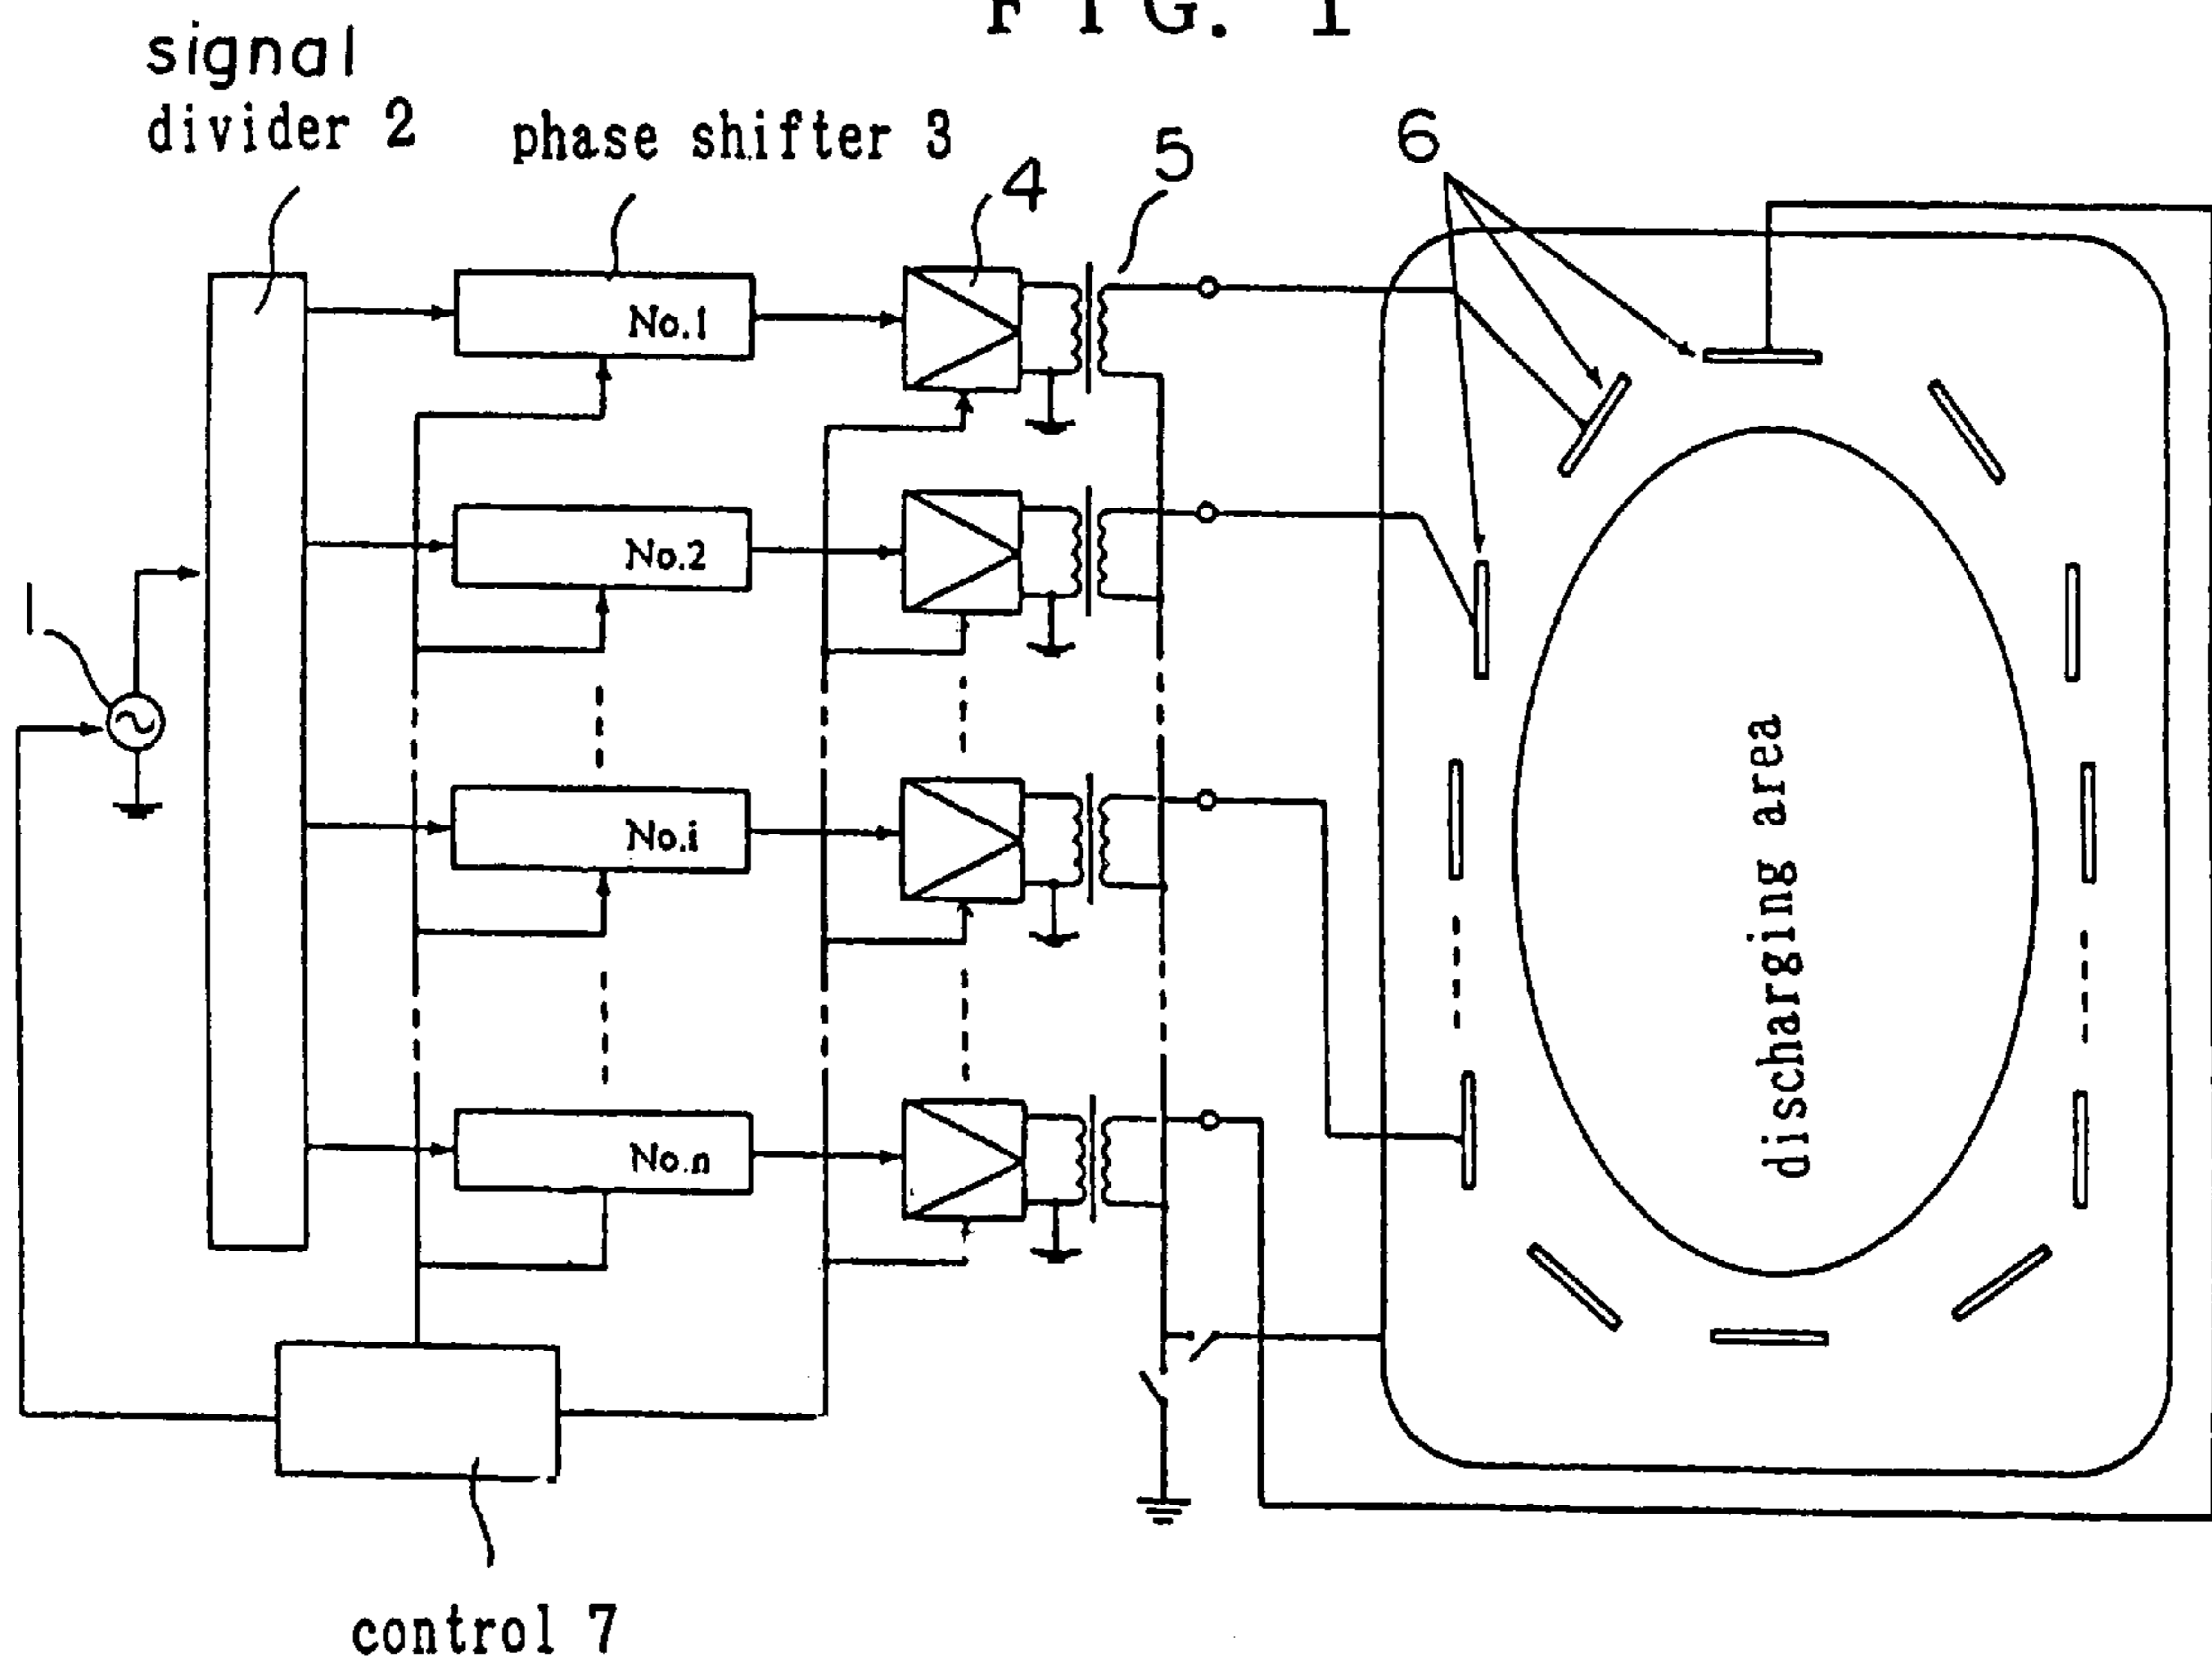 FIG. 1
signal
divider 2
phase shifter 3
4
5
6
No.1
No.2
1
No.i
discharging area
No.n
control 7